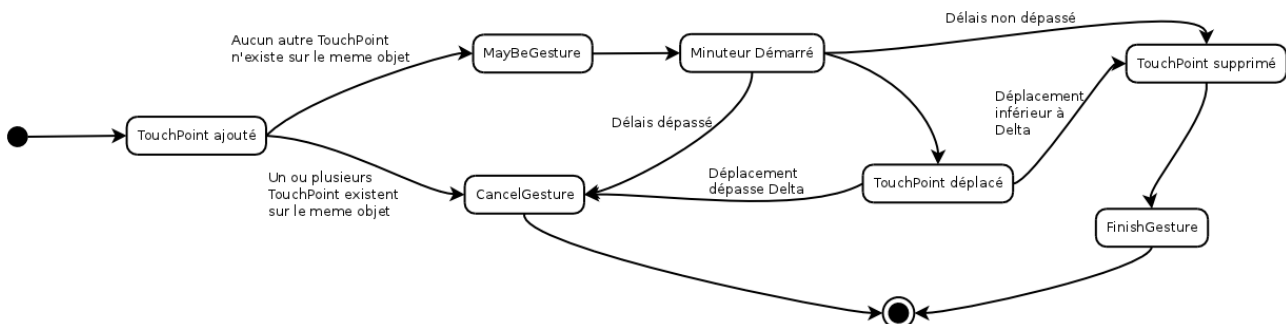 Délais non dépassé
Aucun autre TouchPoint
n'existe sur le meme objet
MayBeGesture
Minuteur Démarré
TouchPoint supprimé
Déplacement
inférieur à
Delta
TouchPoint ajouté
Délais dépassé
Un ou plusieurs
TouchPoint existent
sur le meme objet
CancelGesture
Déplacement
dépasse Delta
TouchPoint déplacé
FinishGesture